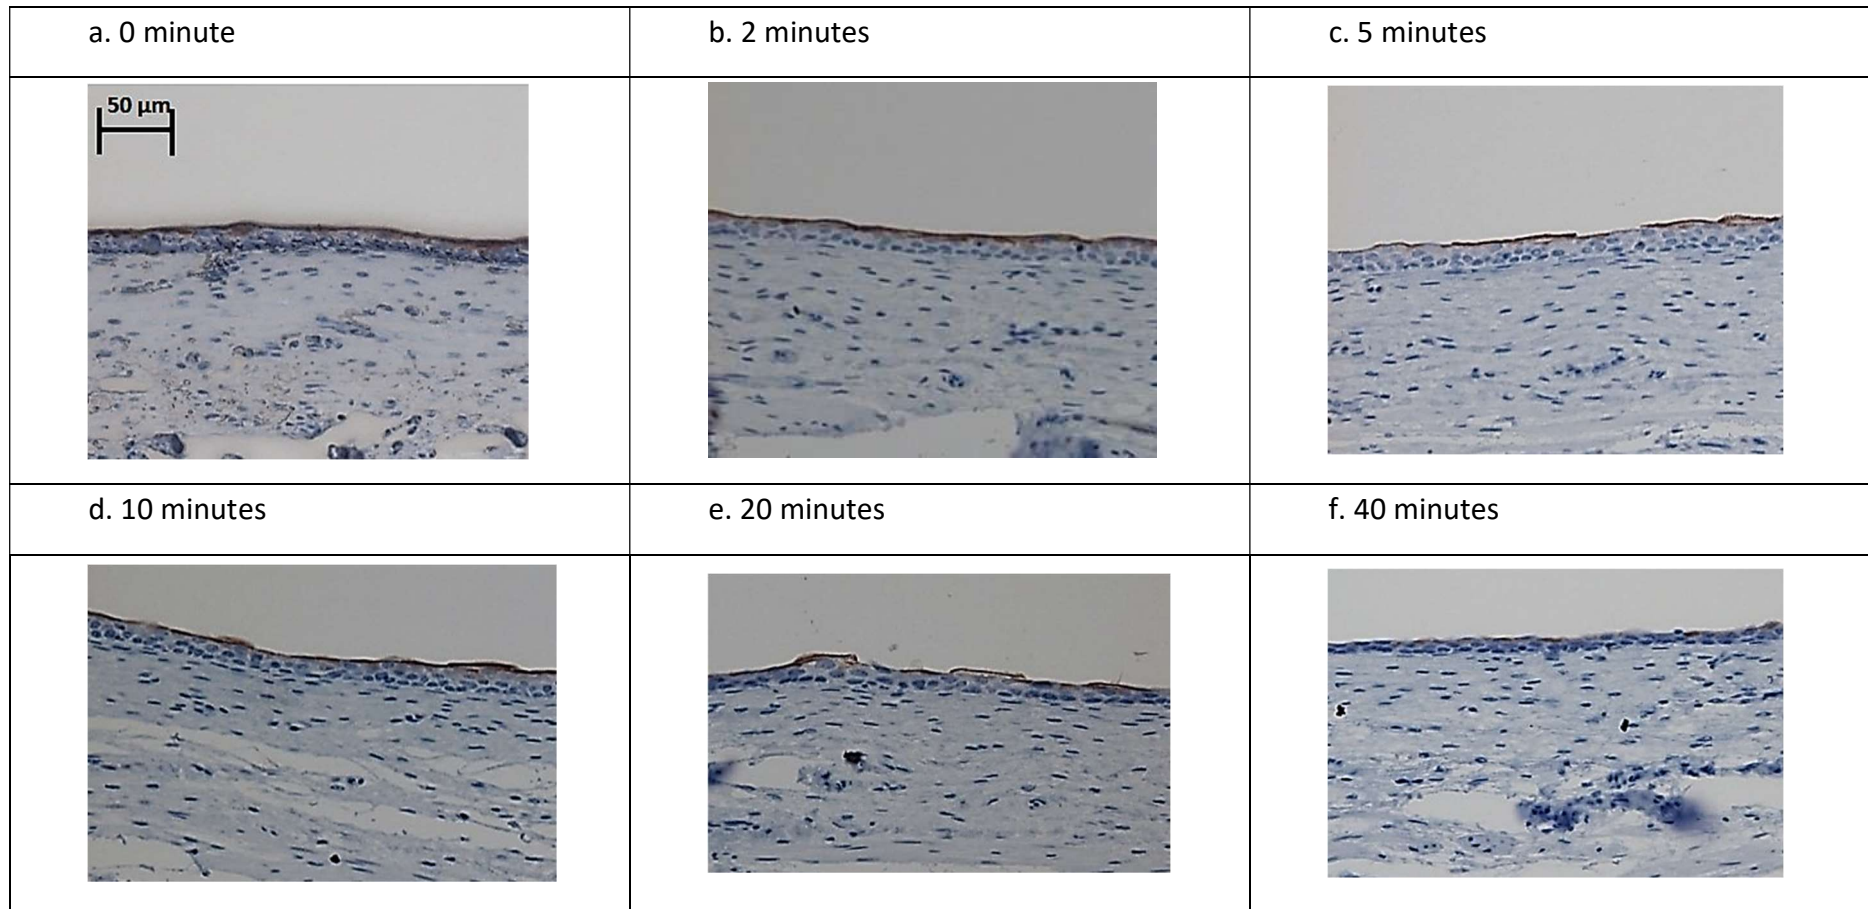 a. 0 minute
b. 2 minutes
c. 5 minutes
50 µm
d. 10 minutes
e. 20 minutes
f. 40 minutes